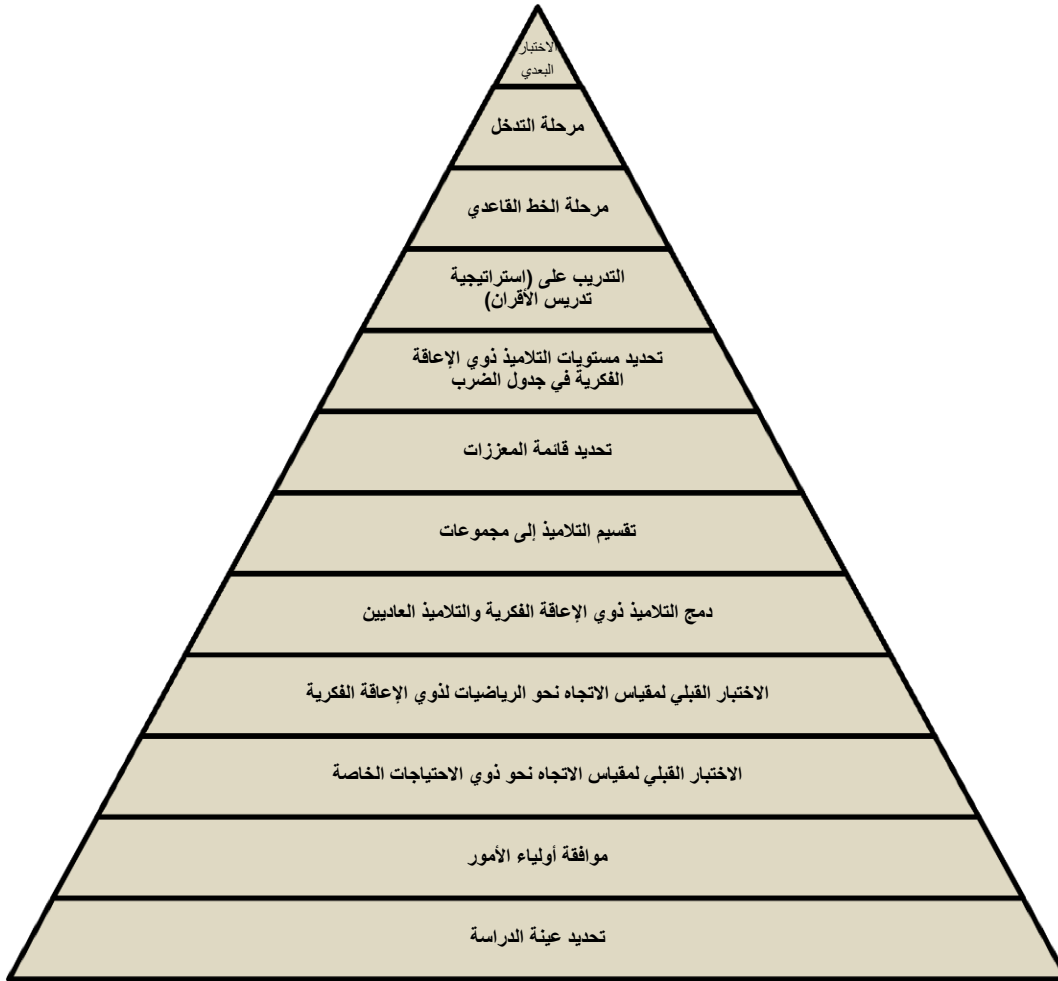 الاختبار
البعدي
مرحلة التدخل
مرحلة الخط القاعدي
التدريب على (استراتيجية
تدريس الأقران)
تحديد مستويات التلاميذ ذوي الإعاقة
الفكرية في جدول الضرب
تحديد قائمة المعززات
تقسيم التلاميذ إلى مجموعات
دمج التلاميذ ذوي الإعاقة الفكرية والتلاميذ العاديين
الاختبار القبلي لمقياس الاتجاه نحو الرياضيات لذوي الإعاقة الفكرية
الاختبار القبلي لمقياس الاتجاه نحو ذوي الاحتياجات الخاصة
موافقة أولياء الأمور
تحديد عينة الدراسة